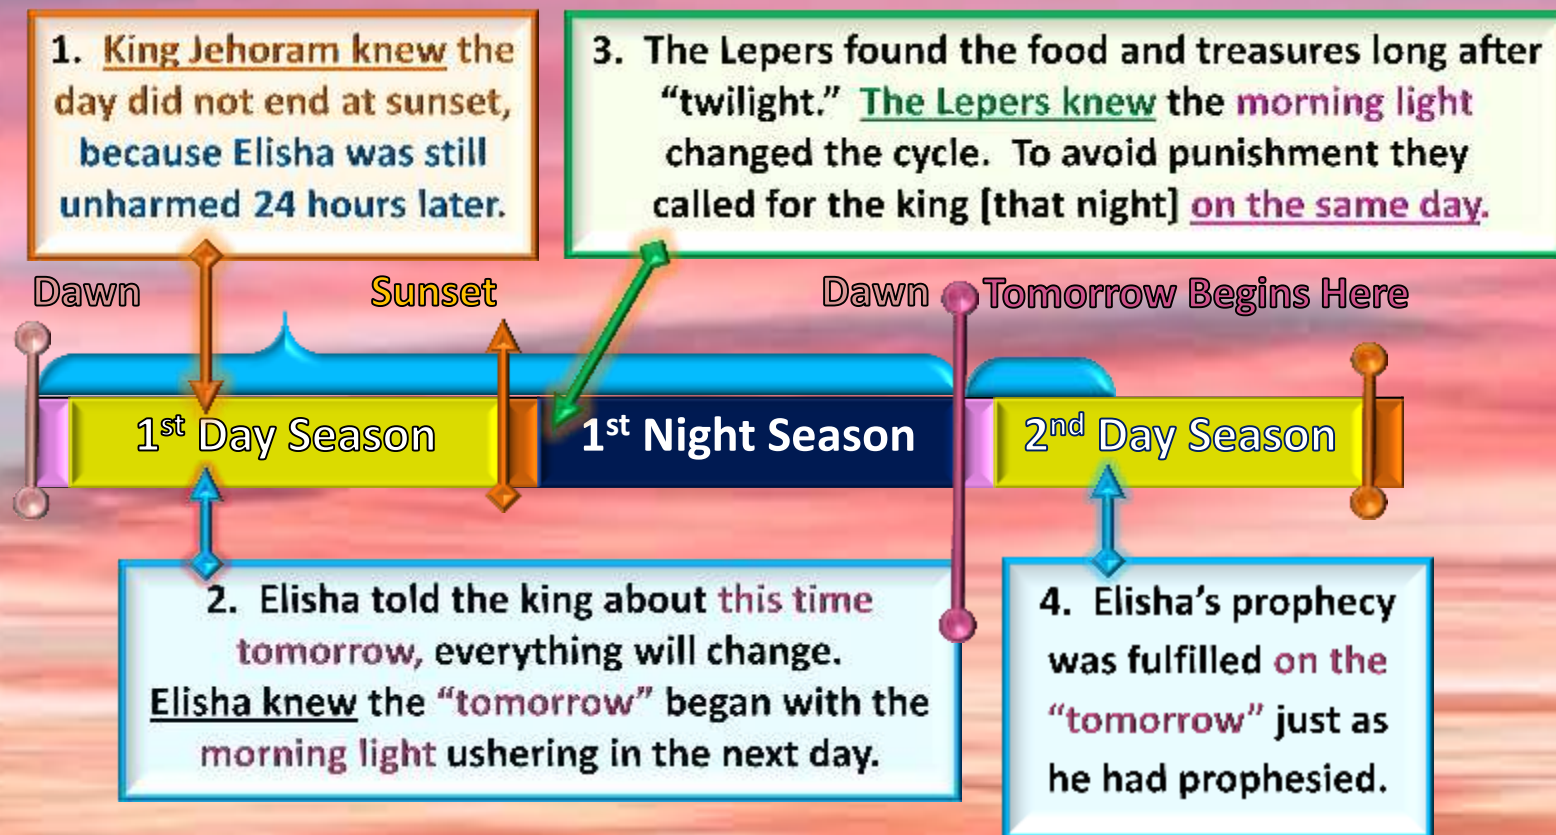 1. King Jehoram knew the
day did not end at sunset,
because Elisha was still
unharmed 24 hours later.
3. The Lepers found the food and treasures long after
“twilight.” The Lepers knew the morning light
changed the cycle. To avoid punishment they
called for the king [that night] on the same day.
Dawn
Sunset
Dawn
Tomorrow Begins Here
1st Day Season
1st Night Season
2nd Day Season
2. Elisha told the king about this time
tomorrow, everything will change.
Elisha knew the “tomorrow” began with the
morning light ushering in the next day.
4. Elisha’s prophecy
was fulfilled on the
“tomorrow” just as
he had prophesied.